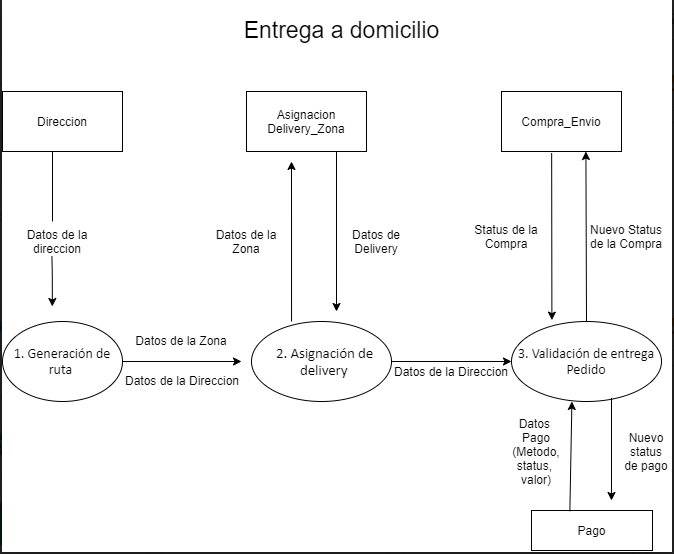 Entrega a domicilio
Direccion
Asignacion
Delivery_Zona
Compra_Envio
Datos de la
direccion
Datos de la
Zona
Datos de
Delivery
Status de la
Compra
Nuevo Status
de la Compra
1. Generación de
ruta
Datos de la Zona
Datos de la Direccion
2. Asignación de
delivery
Datos de la Direccion
3. Validación de entrega
Pedido
Datos
Pago
(Metodo,
status,
valor)
Nuevo
status
de pago
Pago